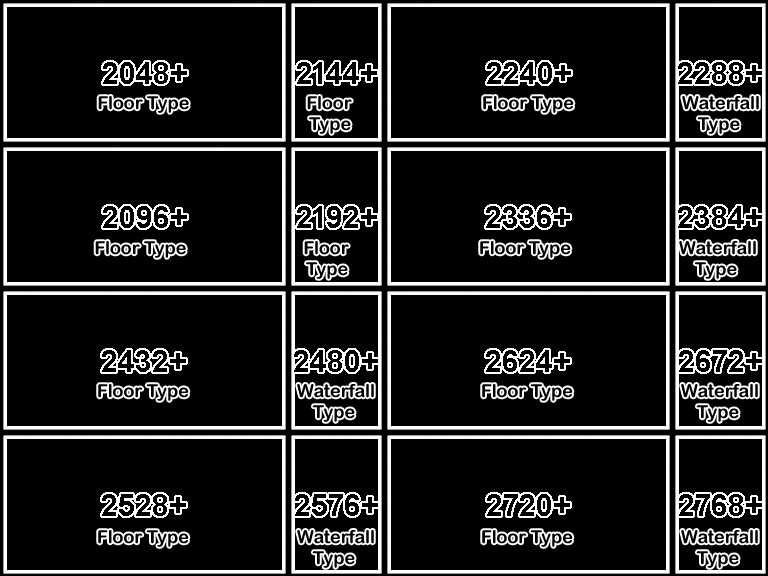 2048+
Floor Type
2144+
Floor
Type
2240+
Floor Type
2288+
Waterfall
Type
2096+
Floor Type
2192+
Floor
Type
2336+
Floor Type
2384+
Waterfall
Type
2432+
Floor Type
2480+
Waterfall
Type
2624+
Floor Type
2672+
Waterfall
Type
2528+
Floor Type
2576+
Waterfall
Type
2720+
Floor Type
2768+
Waterfall
Type